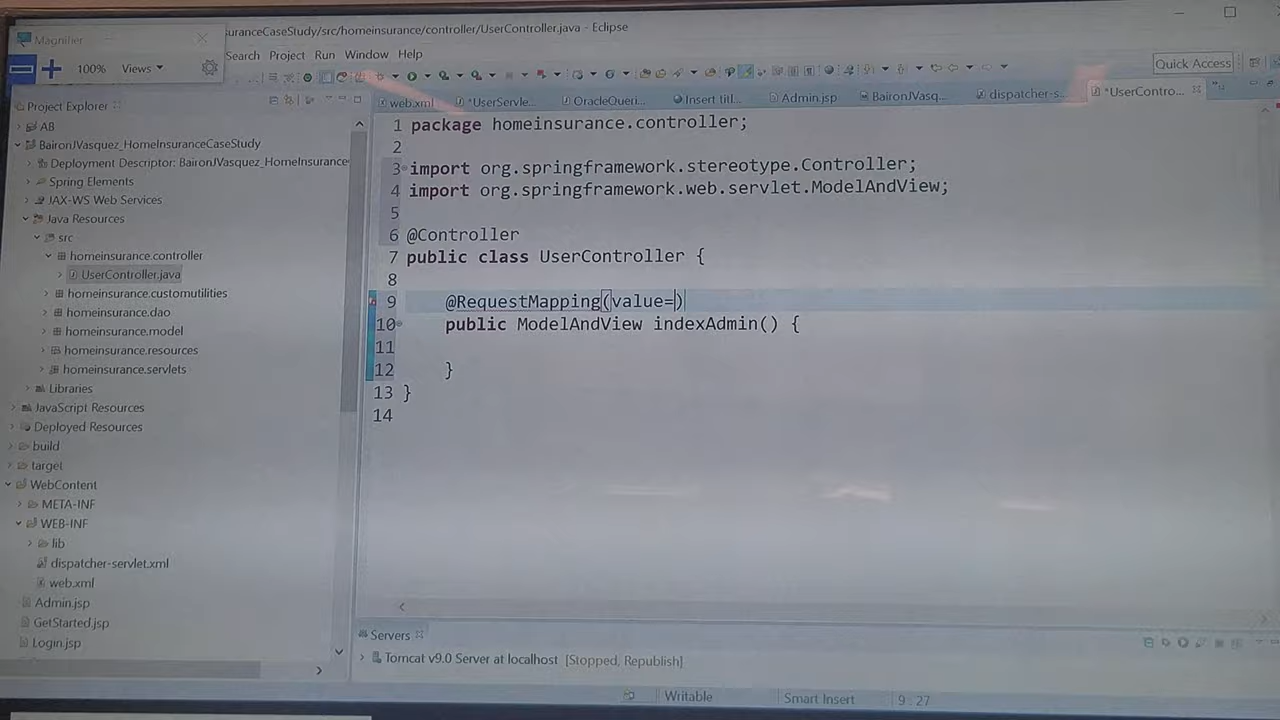 Magnifier
uranceCaseStudy/src/homeinsurance/controller/UserController.java - Eclipse
100% Views
Search Project Run Window Help
Quick Access
Project Explorer
AB
BaironJVasquez_HomeInsuranceCaseStudy
Deployment Descriptor: BaironJVasquez_HomeInsurance
Spring Elements
JAX-WS Web Services
Java Resources
src
homeinsurance.controller
UserController.java
homeinsurance.customutilities
homeinsurance.dao
homeinsurance.model
homeinsurance.resources
homeinsurance.servlets
Libraries
JavaScript Resources
Deployed Resources
build
target
WebContent
META-INF
WEB-INF
lib
dispatcher-servlet.xml
web.xml
Admin.jsp
GetStarted.jsp
Login.jsp
web.xml *UserServle... OracleQueri... Insert titl... Admin.jsp BaironJVasq... dispatcher-s... *UserContro...
1 package homeinsurance.controller;
2
3 import org.springframework.stereotype.Controller;
4 import org.springframework.web.servlet.ModelAndView;
5
6 @Controller
7 public class UserController {
8
9 @RequestMapping(value=)
10 public ModelAndView indexAdmin() {
11
12 }
13 }
14
Servers
Tomcat v9.0 Server at localhost [Stopped, Republish]
Writable Smart Insert 9 : 27